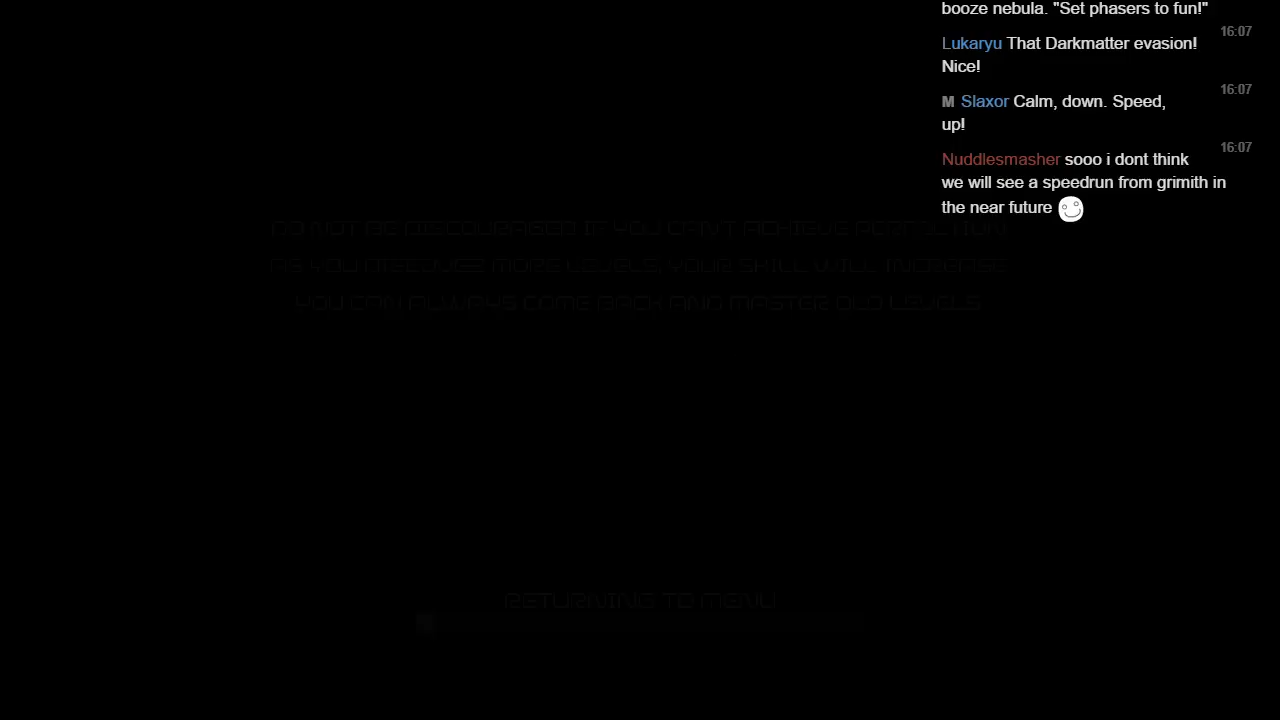 booze nebula. "Set phasers to fun!"
16:07
Lukaryu That Darkmatter evasion!
Nice!
16:07
M Slaxor Calm, down. Speed,
up!
16:07
Nuddlesmasher sooo i dont think
we will see a speedrun from grimith in
the near future
DO NOT BE DISCOURAGED IF YOU CAN'T ACHIEVE PERFECTION
AS YOU DISCOVER MORE LEVELS, YOUR SKILL WILL INCREASE
YOU CAN ALWAYS COME BACK AND MASTER OLD LEVELS
RETURNING TO MENU